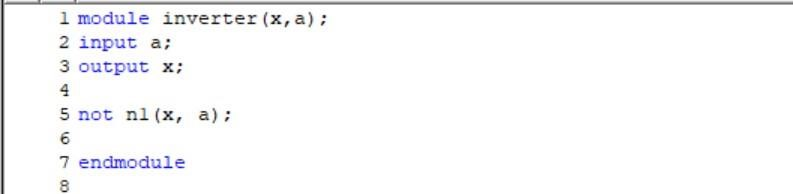 1 module inverter(x,a);
2 input a;
3 output x;
4
5 not n1(x, a);
6
7 endmodule
8